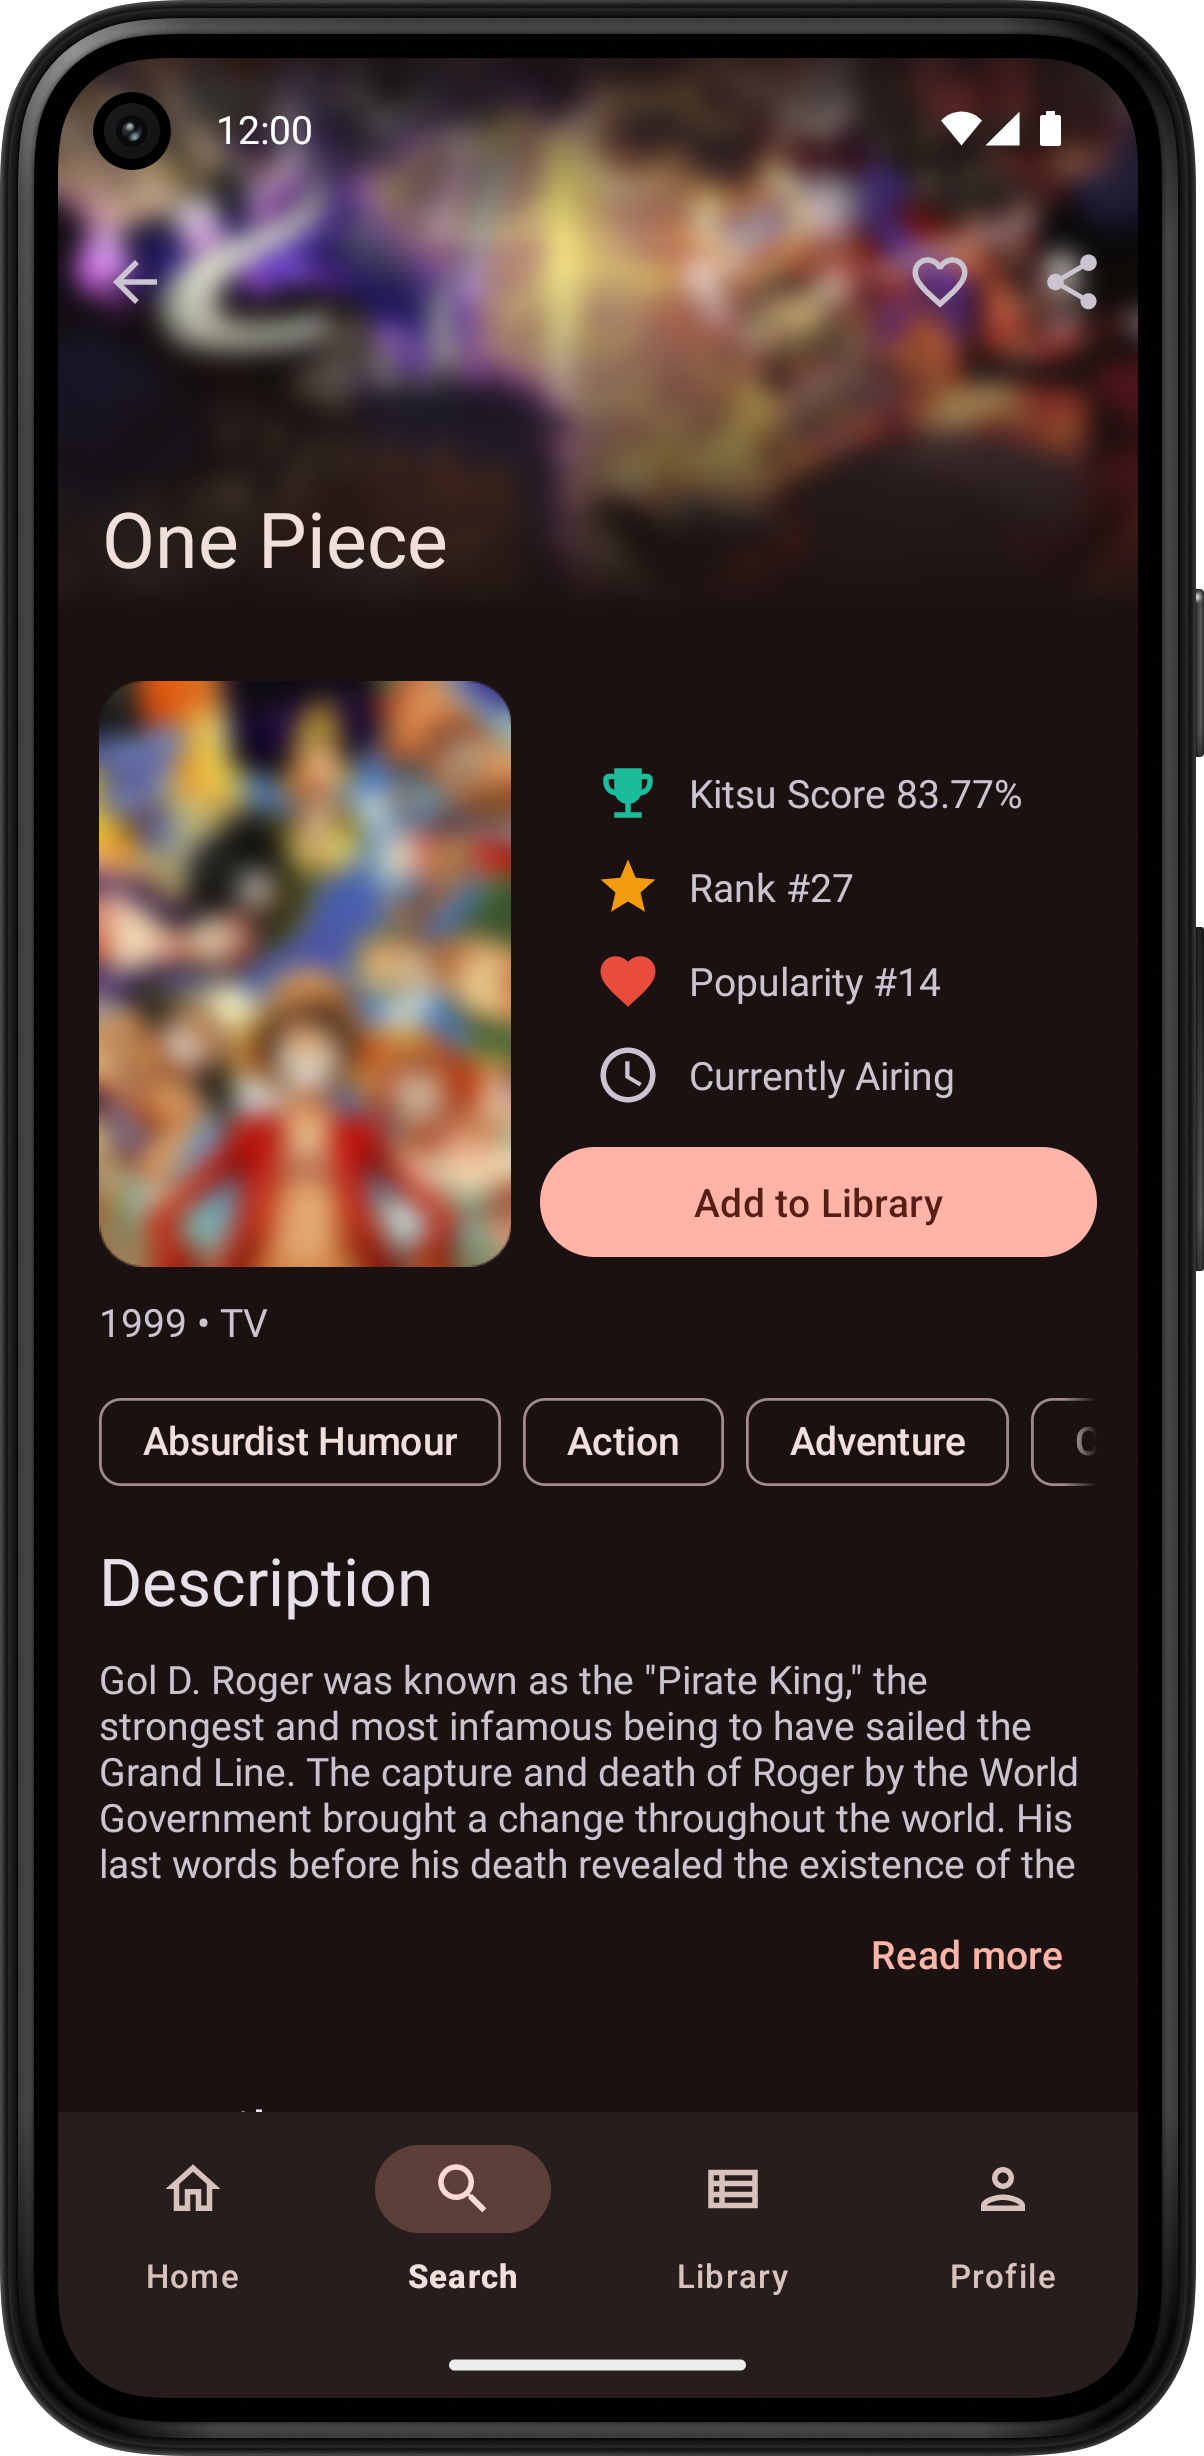 12:00
One Piece
Kitsu Score 83.77%
Rank #27
Popularity #14
Currently Airing
Add to Library
1999 • TV
Absurdist Humour
Action
Adventure
Description
Gol D. Roger was known as the "Pirate King," the
strongest and most infamous being to have sailed the
Grand Line. The capture and death of Roger by the World
Government brought a change throughout the world. His
last words before his death revealed the existence of the
Read more
Home
Search
Library
Profile